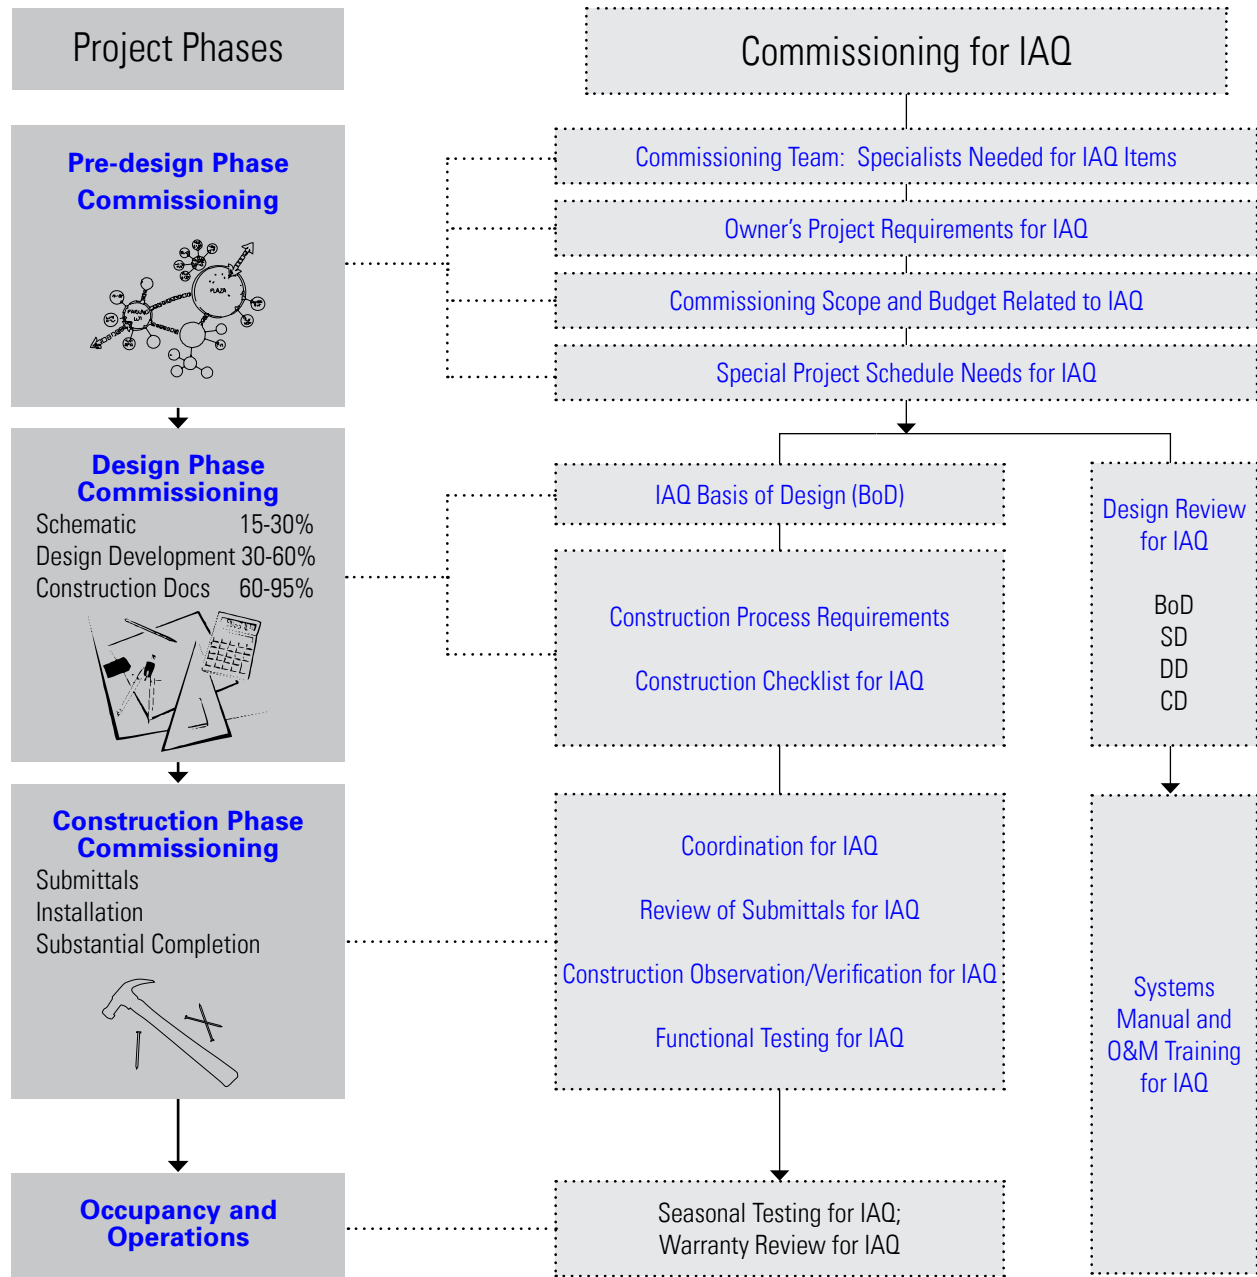 Project Phases
Commissioning for IAQ
Pre-design Phase
Commissioning
PLAZA
Commissioning Team:  Specialists Needed for IAQ Items
Owner's Project Requirements for IAQ
Commissioning Scope and Budget Related to IAQ
Special Project Schedule Needs for IAQ
Design Phase
Commissioning
Schematic 15-30%
Design Development 30-60%
Construction Docs 60-95%
IAQ Basis of Design (BoD)
Construction Process Requirements
Construction Checklist for IAQ
Design Review
for IAQ
BoD
SD
DD
CD
Construction Phase
Commissioning
Submittals
Installation
Substantial Completion
Coordination for IAQ
Review of Submittals for IAQ
Construction Observation/Verification for IAQ
Functional Testing for IAQ
Systems
Manual and
O&M Training
for IAQ
Occupancy and
Operations
Seasonal Testing for IAQ;
Warranty Review for IAQ